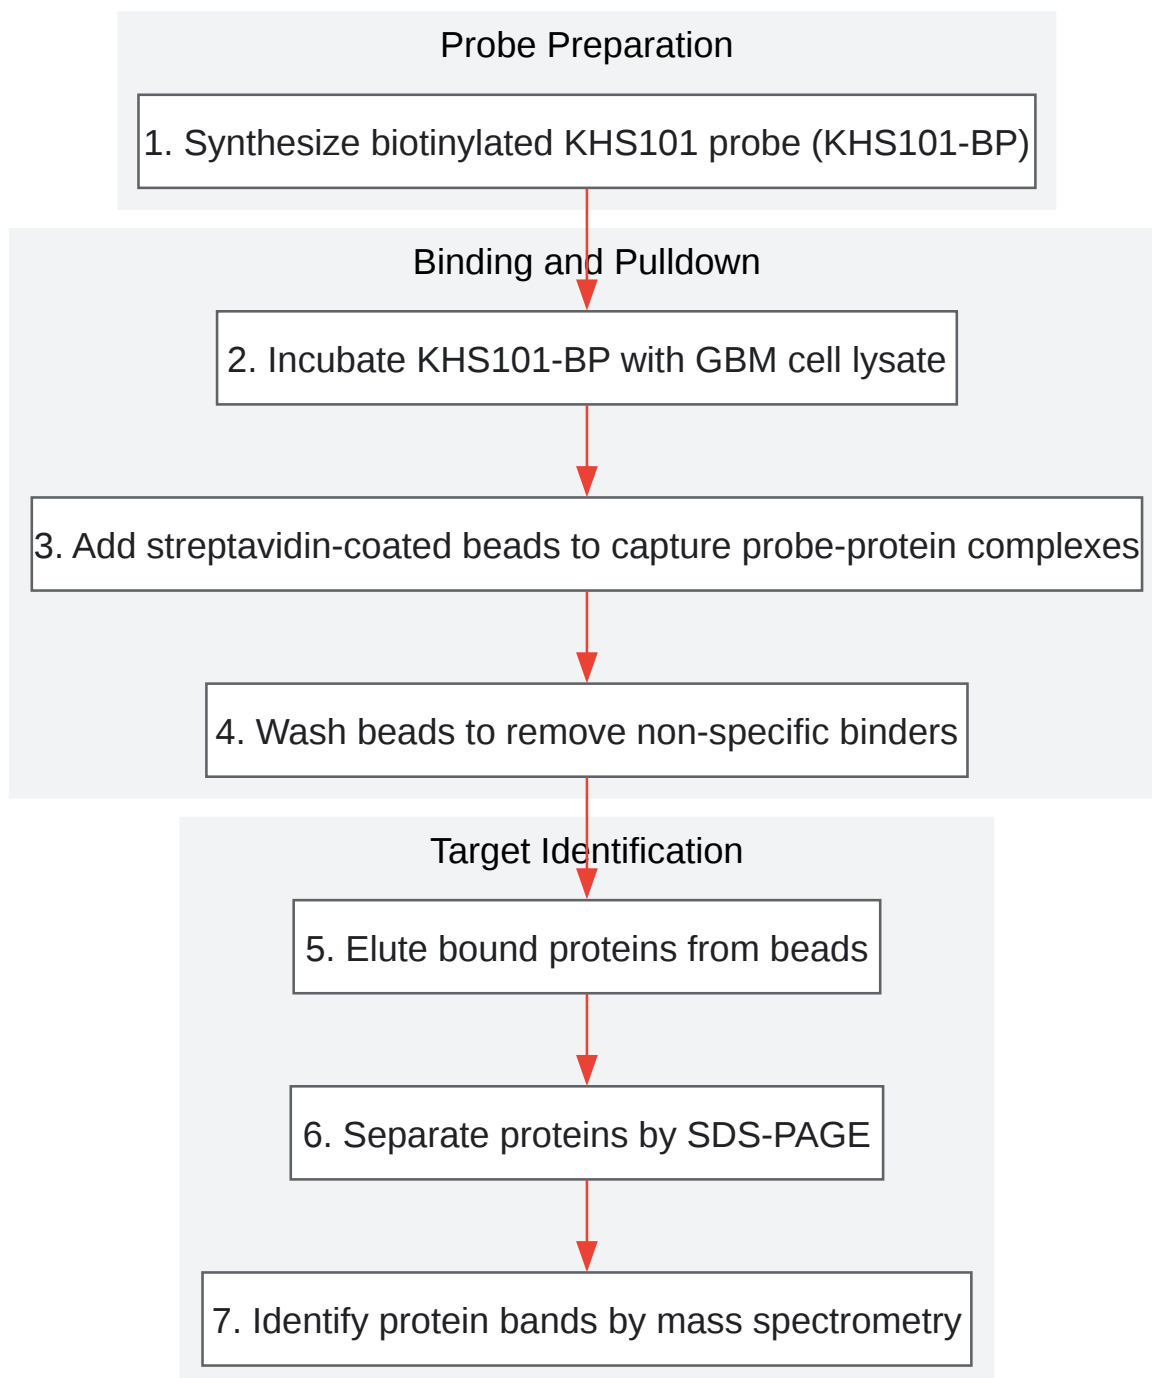 Probe Preparation
1. Synthesize biotinylated KHS101 probe (KHS101-BP)
Binding and Pulldown
2. Incubate KHS101-BP with GBM cell lysate
3. Add streptavidin-coated beads to capture probe-protein complexes
4. Wash beads to remove non-specific binders
Target Identification
5. Elute bound proteins from beads
6. Separate proteins by SDS-PAGE
7. Identify protein bands by mass spectrometry